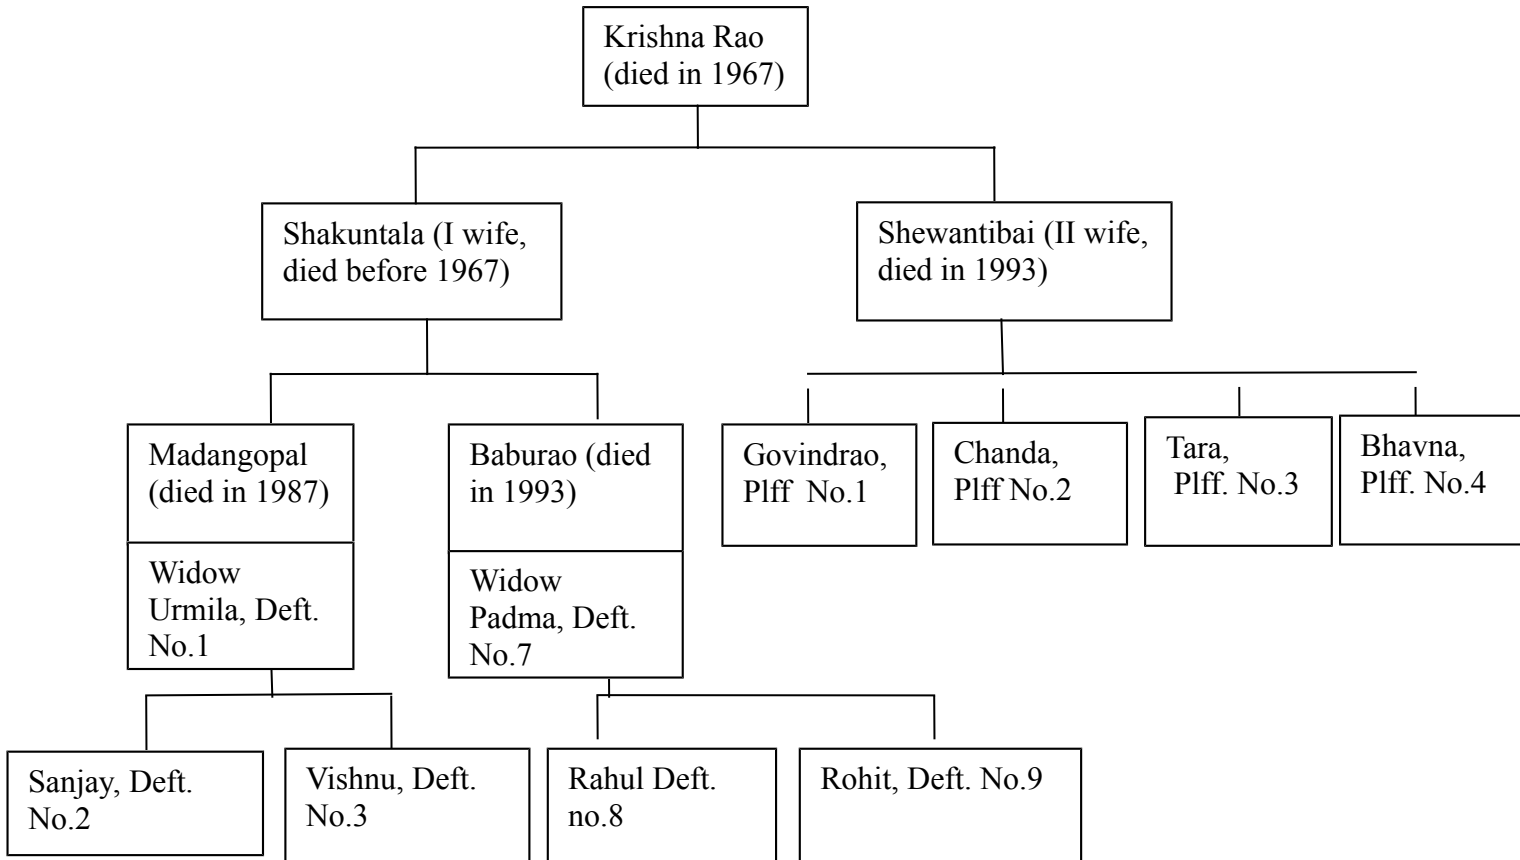 Krishna Rao
(died in 1967)
Shakuntala (I wife,
died before 1967)
Shewantibai (II wife,
died in 1993)
Madangopal
(died in 1987)
Widow
Urmila, Deft.
No.1
Baburao (died
in 1993)
Widow
Padma, Deft.
No.7
Govindrao,
Plff No.1
Chanda,
Plff No.2
Tara,
Plff. No.3
Bhavna,
Plff. No.4
Sanjay, Deft.
No.2
Vishnu, Deft.
No.3
Rahul Deft.
no.8
Rohit, Deft. No.9